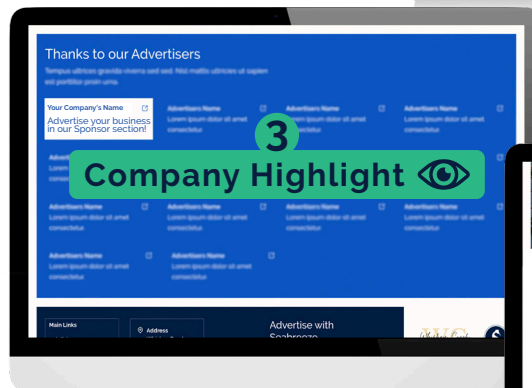 Thanks to our Advertisers
Tempus ultrices gravida viverra sed sed. Nisl mattis ultricies ut sapien
est porttitor proin urna
Your Company's Name
Advertise your business
in our Sponsor section!
Advertisers Name
Lorem ipsum dolor sit amet
consectetur
Advertisers Name
Lorem ipsum dolor sit amet
consectetur
Advertisers Name
Lorem ipsum dolor sit amet
consectetur
3
Company Highlight
Advertisers Name
Lorem ipsum dolor sit amet
consectetur
Advertisers Name
Lorem ipsum dolor sit amet
consectetur
Advertisers Name
Lorem ipsum dolor sit amet
consectetur
Advertisers Name
Lorem ipsum dolor sit amet
consectetur
Advertisers Name
Lorem ipsum dolor sit amet
consectetur
Advertisers Name
Lorem ipsum dolor sit amet
consectetur
Main Links
Address
Advertise with
Seabreeze